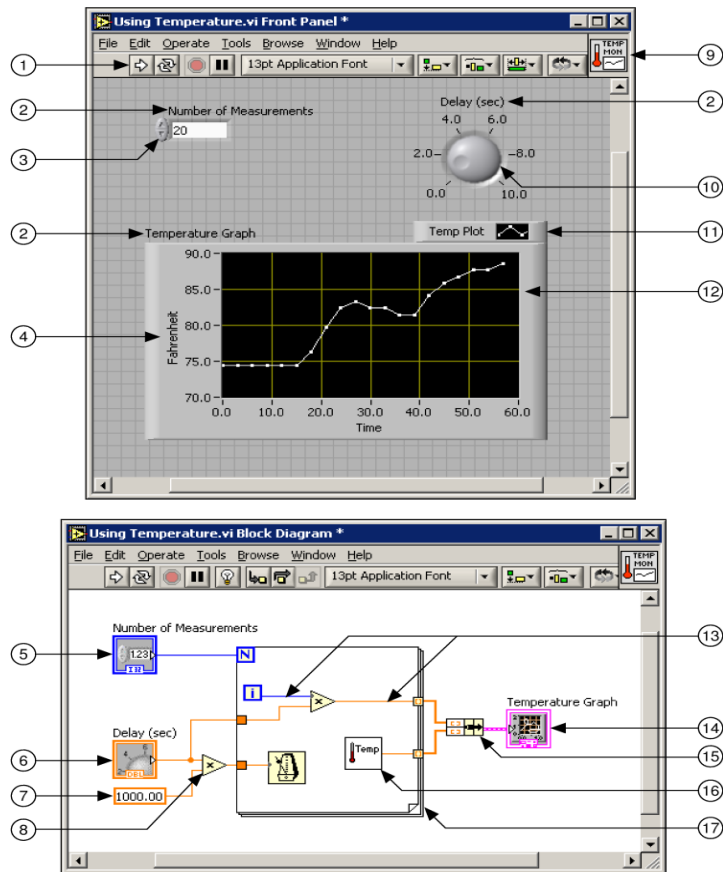 Using Temperature.vi Front Panel *
File Edit Operate Tools Browse Window Help
TEMP
MON
9
1
13pt Application Font
2
Number of Measurements
Delay (sec)
2
3
20
4.0 6.0
2.0 8.0
0.0 10.0
10
2
Temperature Graph
Temp Plot
11
90.0
85.0
12
4
Fahrenheit
80.0
75.0
70.0
0.0 10.0 20.0 30.0 40.0 50.0 60.0
Time
Using Temperature.vi Block Diagram *
File Edit Operate Tools Browse Window Help
TEMP
MON
13pt Application Font
Number of Measurements
13
5
1.23
N
i
×
Temperature Graph
14
Delay (sec)
6
4 6
DBL
×
Temp
15
7
1000.00
16
8
17